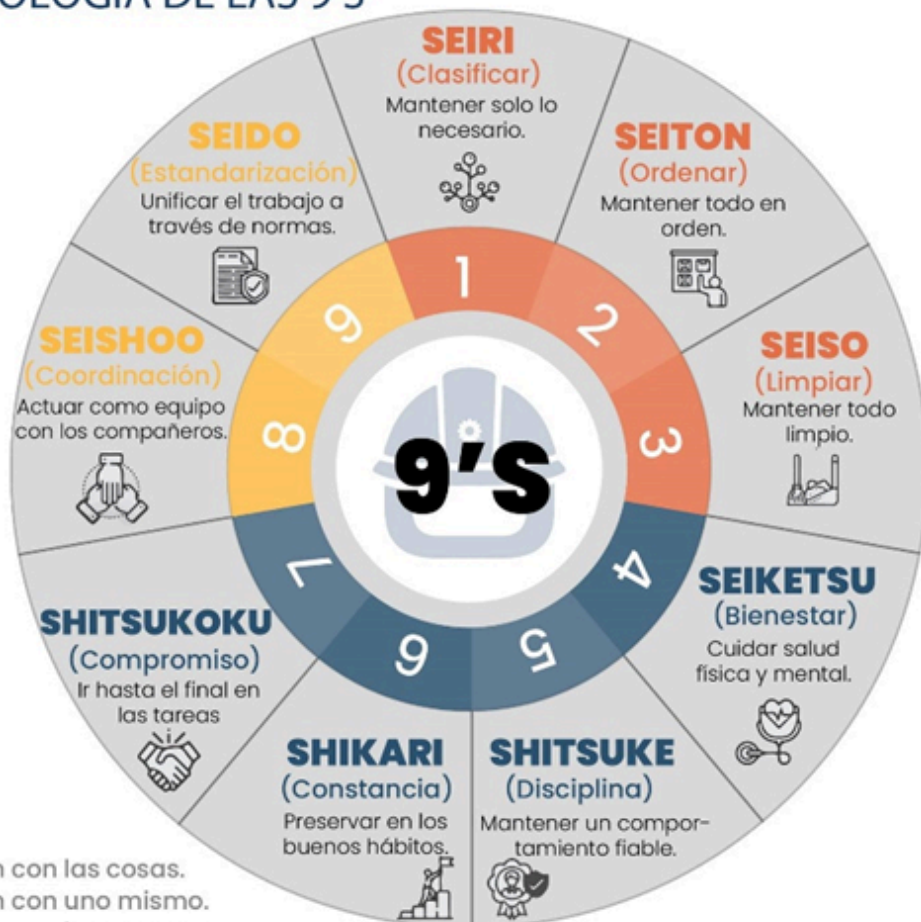 DE LAS 9'S
1
SEIRI
(Clasificar)
Mantener solo lo
necesario.
2
SEITON
(Ordenar)
Mantener todo en
orden.
3
SEISO
(Limpiar)
Mantener todo
limpio.
4
SEIKETSU
(Bienestar)
Cuidar salud
física y mental.
5
SHITSUKE
(Disciplina)
Mantener un compor-
tamiento fiable.
6
SHIKARI
(Constancia)
Preservar en los
buenos hábitos.
7
SHITSUKOKU
(Compromiso)
Ir hasta el final en
las tareas
8
SEISHOO
(Coordinación)
Actuar como equipo
con los compañeros.
9
SEIDO
(Estandarización)
Unificar el trabajo a
través de normas.
9'S
con las cosas.
con uno mismo.